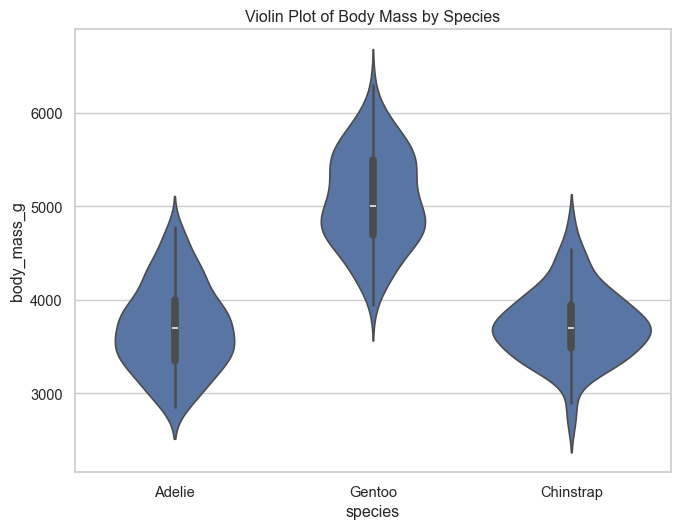 Violin Plot of Body Mass by Species
body_mass_g
6000
5000
4000
3000
Adelie
Gentoo
Chinstrap
species